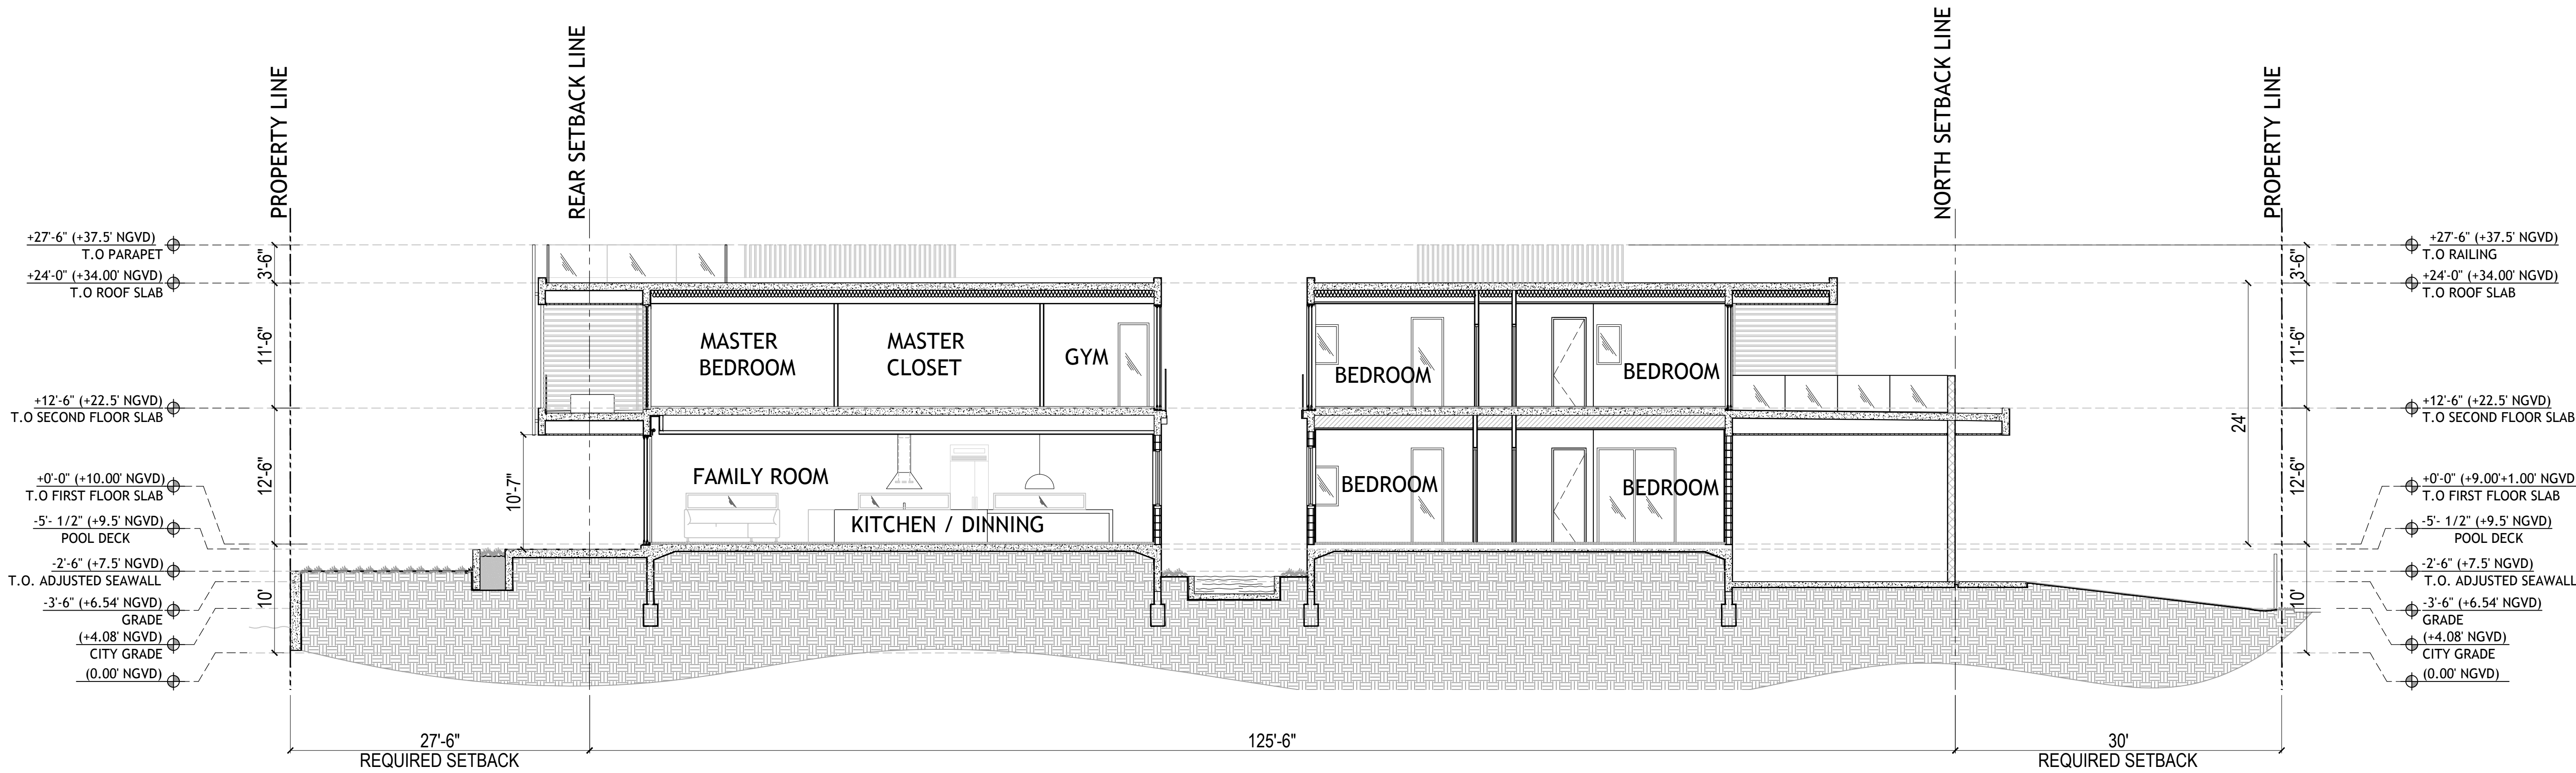 PROPERTY LINE
REAR SETBACK LINE
NORTH SETBACK LINE
PROPERTY LINE
+27'-6" (+37.5' NGVD)
T.O PARAPET
+24'-0" (+34.00' NGVD)
T.O ROOF SLAB
+12'-6" (+22.5' NGVD)
T.O SECOND FLOOR SLAB
+0'-0" (+10.00' NGVD)
T.O FIRST FLOOR SLAB
-5'- 1/2" (+9.5' NGVD)
POOL DECK
-2'-6" (+7.5' NGVD)
T.O. ADJUSTED SEAWALL
-3'-6" (+6.54' NGVD)
GRADE
(+4.08' NGVD)
CITY GRADE
(0.00' NGVD)
3'-6"
11'-6"
12'-6"
10'
10'-7"
MASTER
BEDROOM
MASTER
CLOSET
GYM
BEDROOM
BEDROOM
FAMILY ROOM
KITCHEN / DINNING
BEDROOM
BEDROOM
24'
3'-6"
11'-6"
12'-6"
10'
+27'-6" (+37.5' NGVD)
T.O RAILING
+24'-0" (+34.00' NGVD)
T.O ROOF SLAB
+12'-6" (+22.5' NGVD)
T.O SECOND FLOOR SLAB
+0'-0" (+9.00'+1.00' NGVD
T.O FIRST FLOOR SLAB
-5'- 1/2" (+9.5' NGVD)
POOL DECK
-2'-6" (+7.5' NGVD)
T.O. ADJUSTED SEAWALL
-3'-6" (+6.54' NGVD)
GRADE
(+4.08' NGVD)
CITY GRADE
(0.00' NGVD)
27'-6"
REQUIRED SETBACK
125'-6"
30'
REQUIRED SETBACK